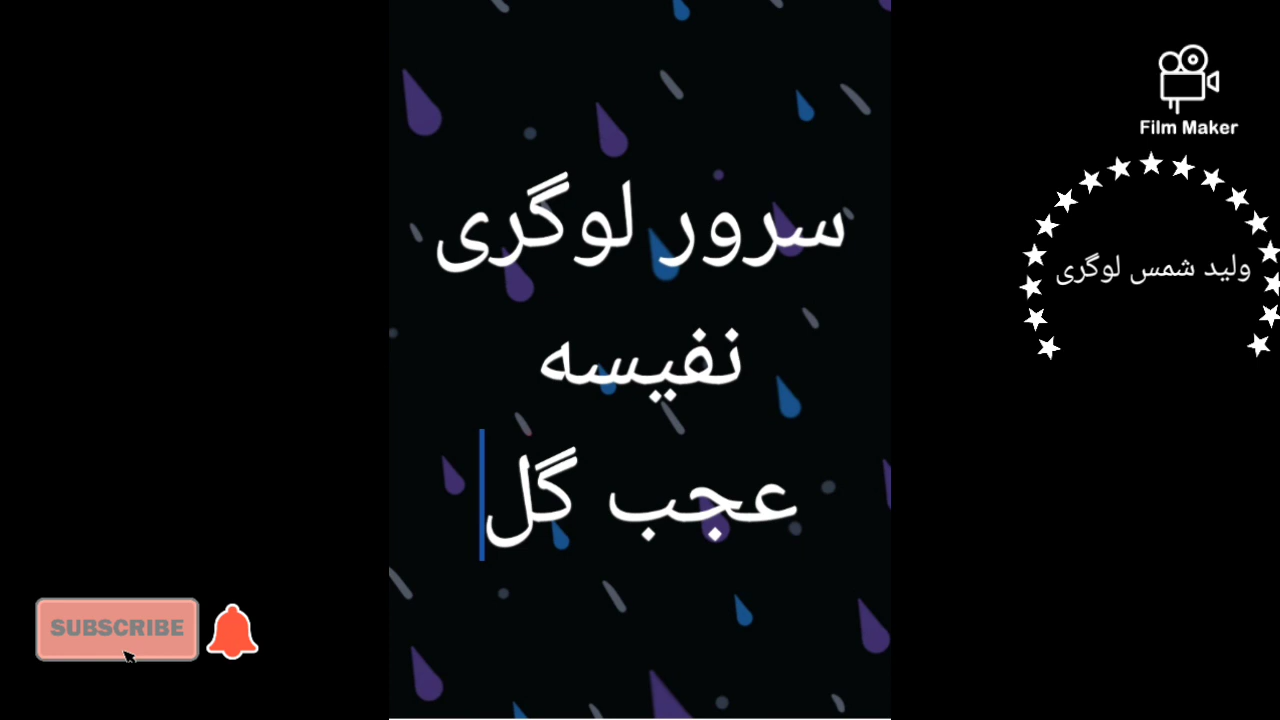 سرور لوگری
نفیسه
عجب گل
Film Maker
ولید شمس لوگری
SUBSCRIBE